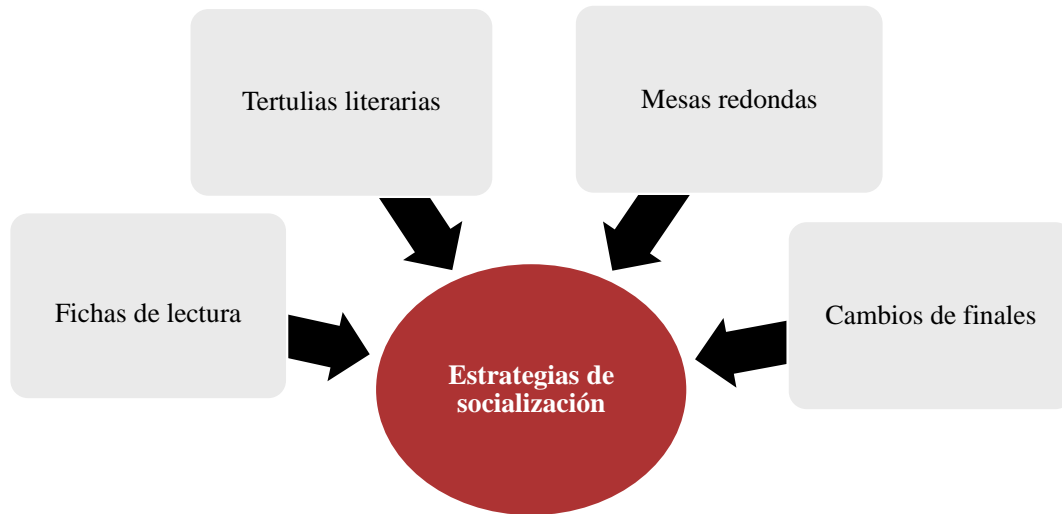 Tertulias literarias
Mesas redondas
Fichas de lectura
Cambios de finales
Estrategias de
socialización